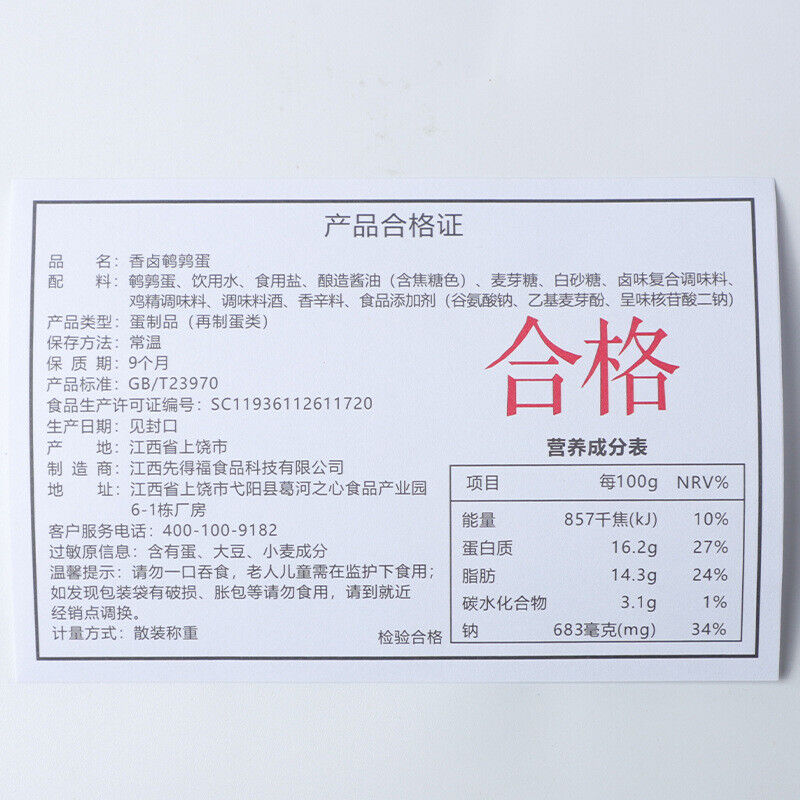 产品合格证
品 名：香卤鹌鹑蛋
配 料：鹌鹑蛋、饮用水、食用盐、酿造酱油（含焦糖色）、麦芽糖、白砂糖、卤味复合调味料、
鸡精调味料、调味料酒、香辛料、食品添加剂（谷氨酸钠、乙基麦芽酚、呈味核苷酸二钠）
产品类型：蛋制品（再制蛋类）
保存方法：常温
保 质 期：9个月
产品标准：GB/T23970
食品生产许可证编号：SC11936112611720
生产日期：见封口
产 地：江西省上饶市
制 造 商：江西先得福食品科技有限公司
地 址：江西省上饶市弋阳县葛河之心食品产业园
6-1栋厂房
客户服务电话：400-100-9182
过敏原信息：含有蛋、大豆、小麦成分
温馨提示：请勿一口吞食，老人儿童需在监护下食用；
如发现包装袋有破损、胀包等请勿食用，请到就近
经销点调换。
计量方式：散装称重
检验合格
合格
营养成分表
项目 每100g NRV%
能量 857千焦(kJ) 10%
蛋白质 16.2g 27%
脂肪 14.3g 24%
碳水化合物 3.1g 1%
钠 683毫克(mg) 34%